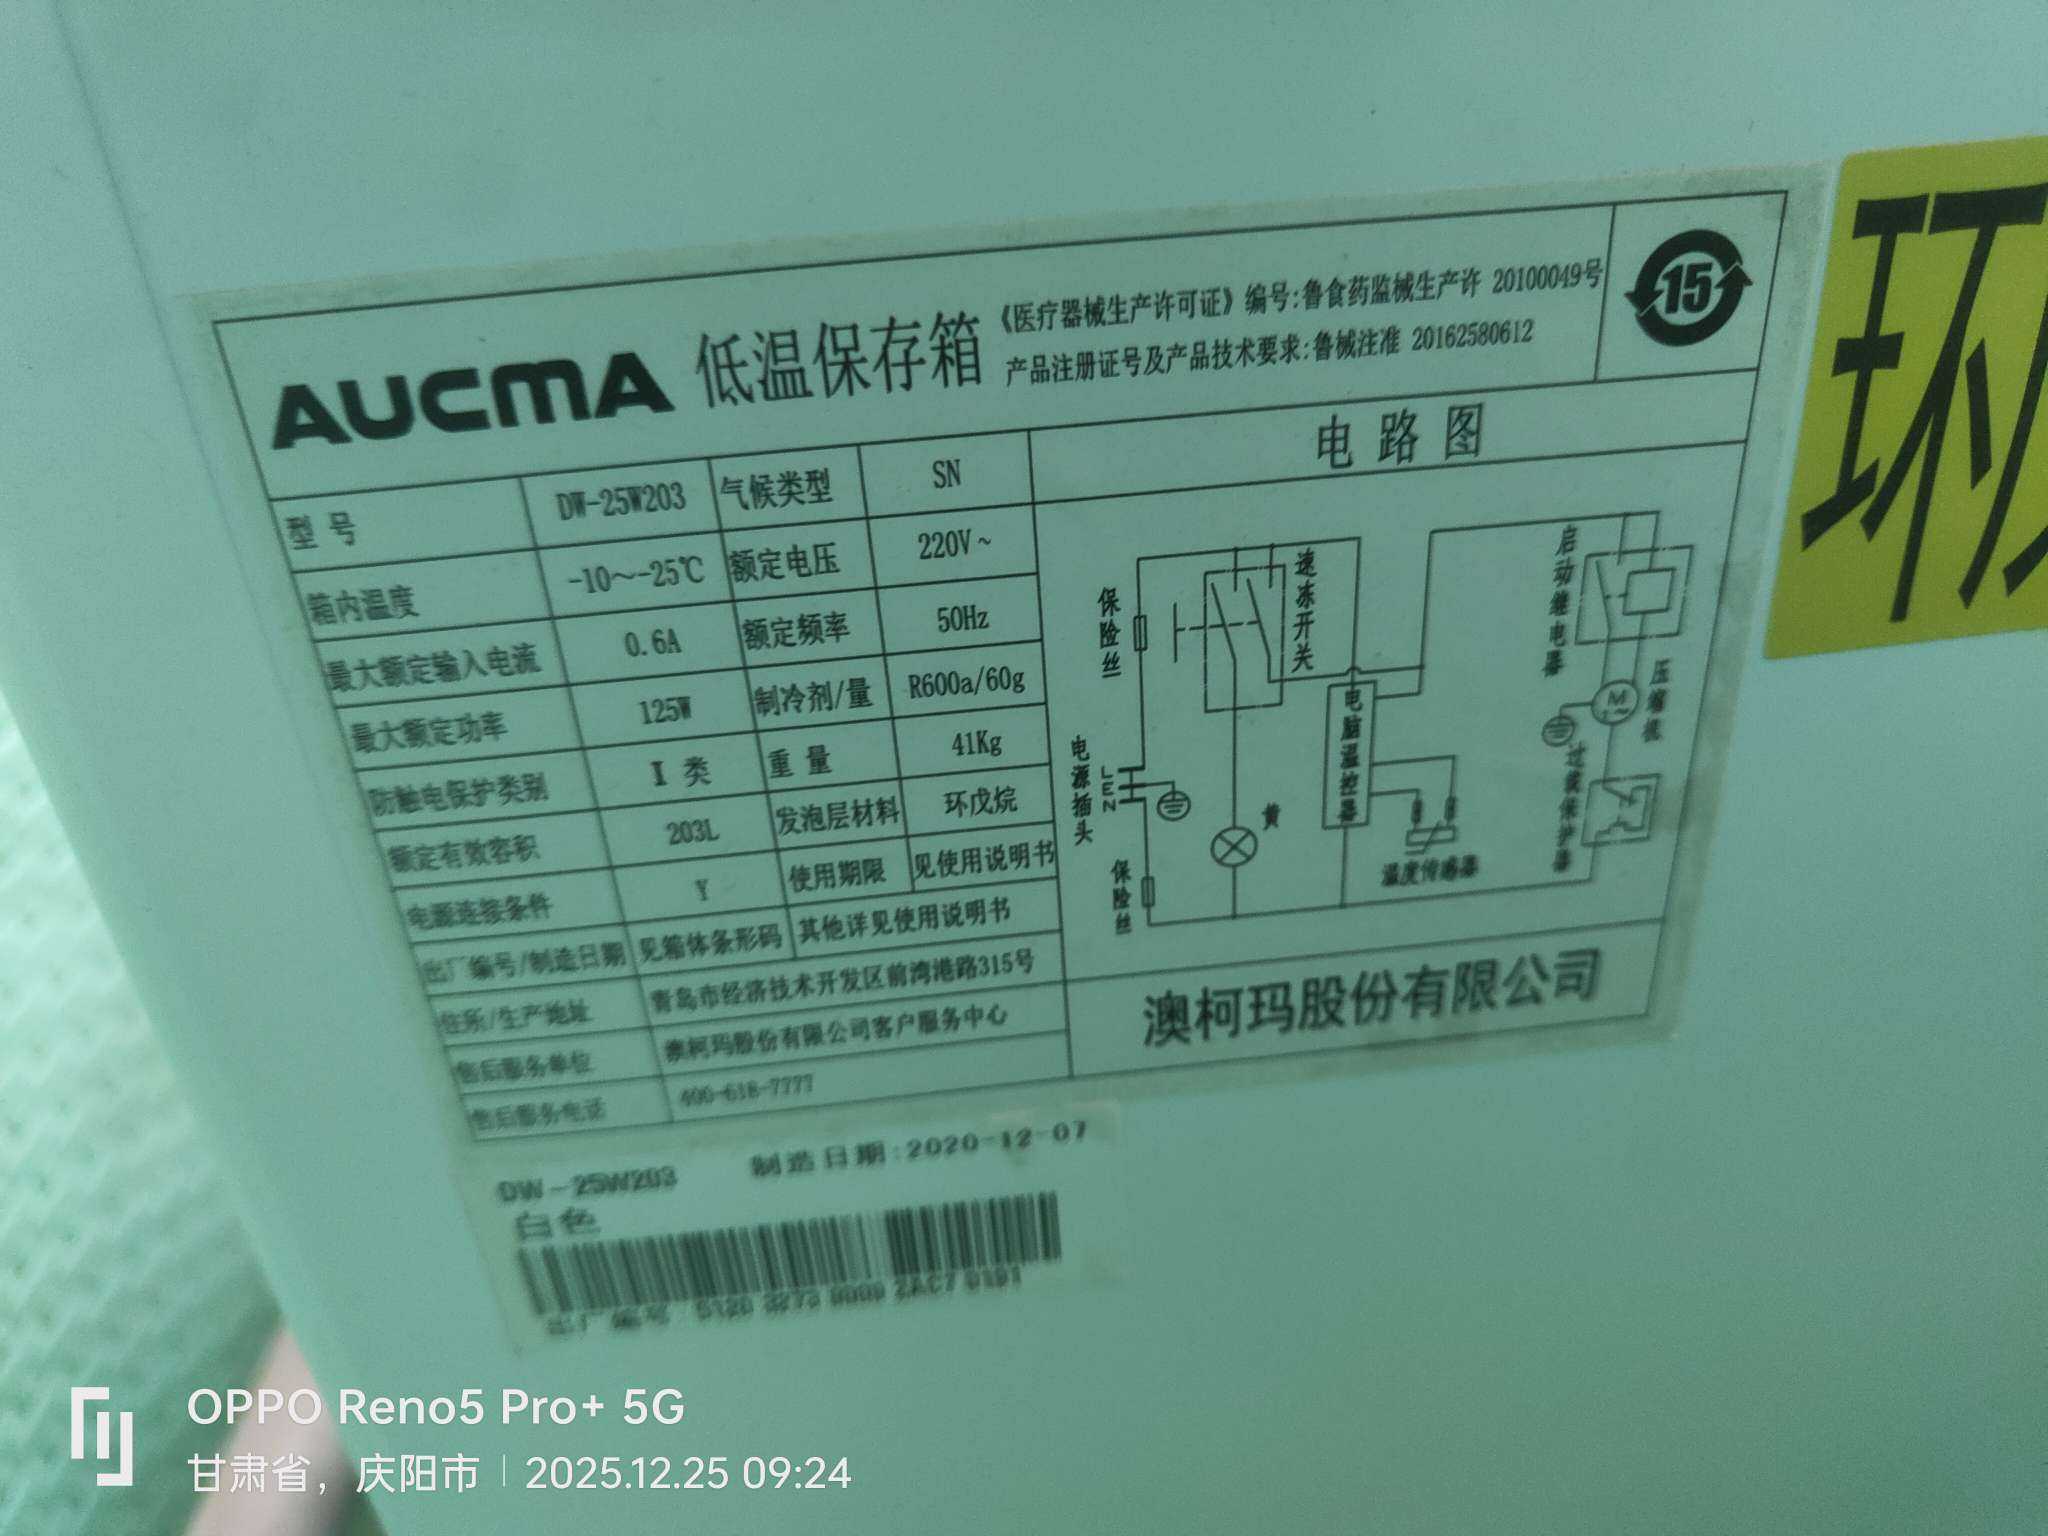 AUCMA 低温保存箱
《医疗器械生产许可证》编号:鲁食药监械生产许 20100049号
产品注册证号及产品技术要求:鲁械注准 20162580612
15
型 号 DW-25W203 气候类型 SN
箱内温度 -10～-25℃ 额定电压 220V~
最大额定输入电流 0.6A 额定频率 50Hz
最大额定功率 125W 制冷剂/量 R600a/60g
防触电保护类别 I 类 重 量 41Kg
额定有效容积 203L 发泡层材料 环戊烷
电源连接条件 Y 使用期限 见使用说明书
出厂编号/制造日期 见箱体条形码 其他详见使用说明书
住所/生产地址 青岛市经济技术开发区前湾港路315号
售后服务单位 澳柯玛股份有限公司客户服务中心
售后服务电话 400-618-7777
电路图
保险丝
速冻开关
启动继电器
压缩机
M
1~
电脑温控器
电源插头
L
E
N
黄
温度传感器
过载保护器
保险丝
澳柯玛股份有限公司
DW-25W203 制造日期:2020-12-07
白色
出厂编号
环
OPPO Reno5 Pro+ 5G
甘肃省，庆阳市 | 2025.12.25 09:24